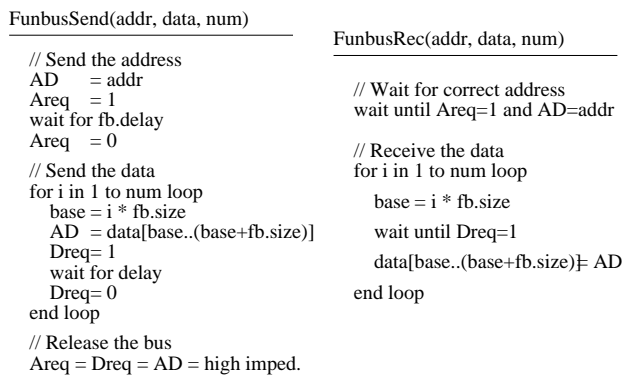 FunbusSend(addr, data, num)
// Send the address
AD = addr
Areq = 1
wait for fb.delay
Areq = 0
// Send the data
for i in 1 to num loop
base = i * fb.size
AD = data[base..(base+fb.size)]
Dreq= 1
wait for delay
Dreq= 0
end loop
// Release the bus
Areq = Dreq = AD = high imped.
FunbusRec(addr, data, num)
// Wait for correct address
wait until Areq=1 and AD=addr
// Receive the data
for i in 1 to num loop
base = i * fb.size
wait until Dreq=1
data[base..(base+fb.size)]= AD
end loop